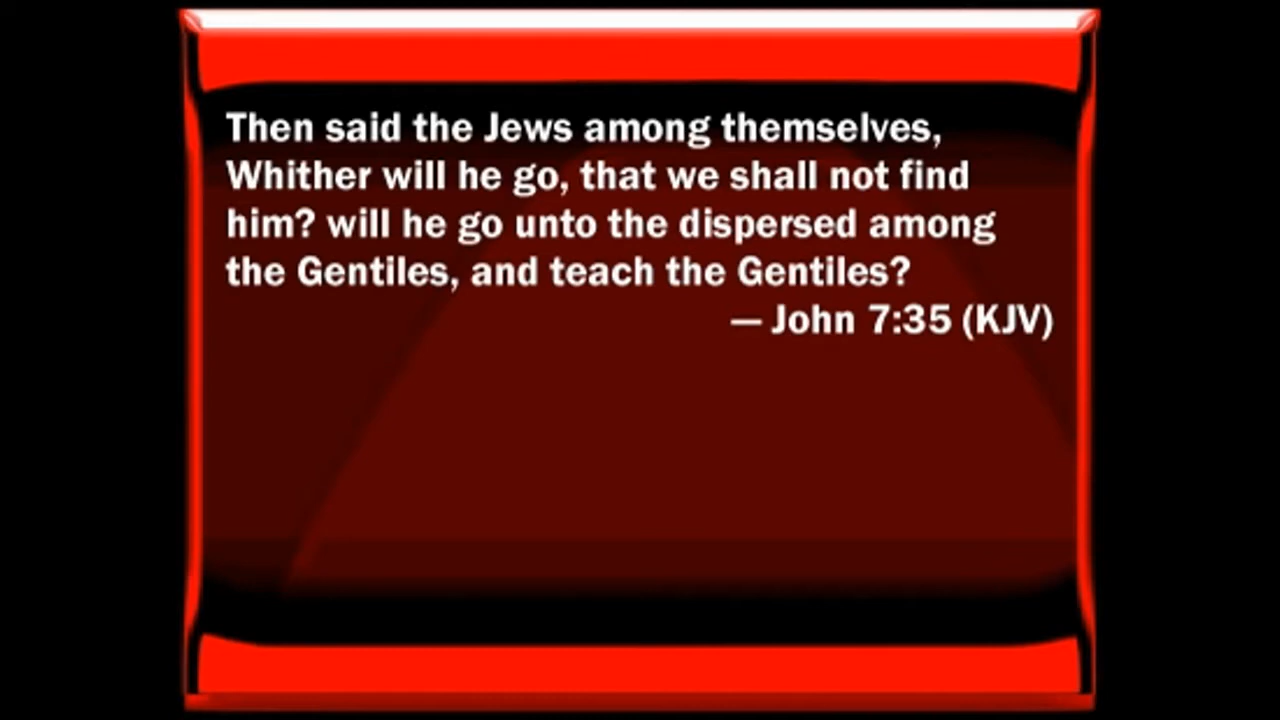 Then said the Jews among themselves,
Whither will he go, that we shall not find
him? will he go unto the dispersed among
the Gentiles, and teach the Gentiles?
— John 7:35 (KJV)